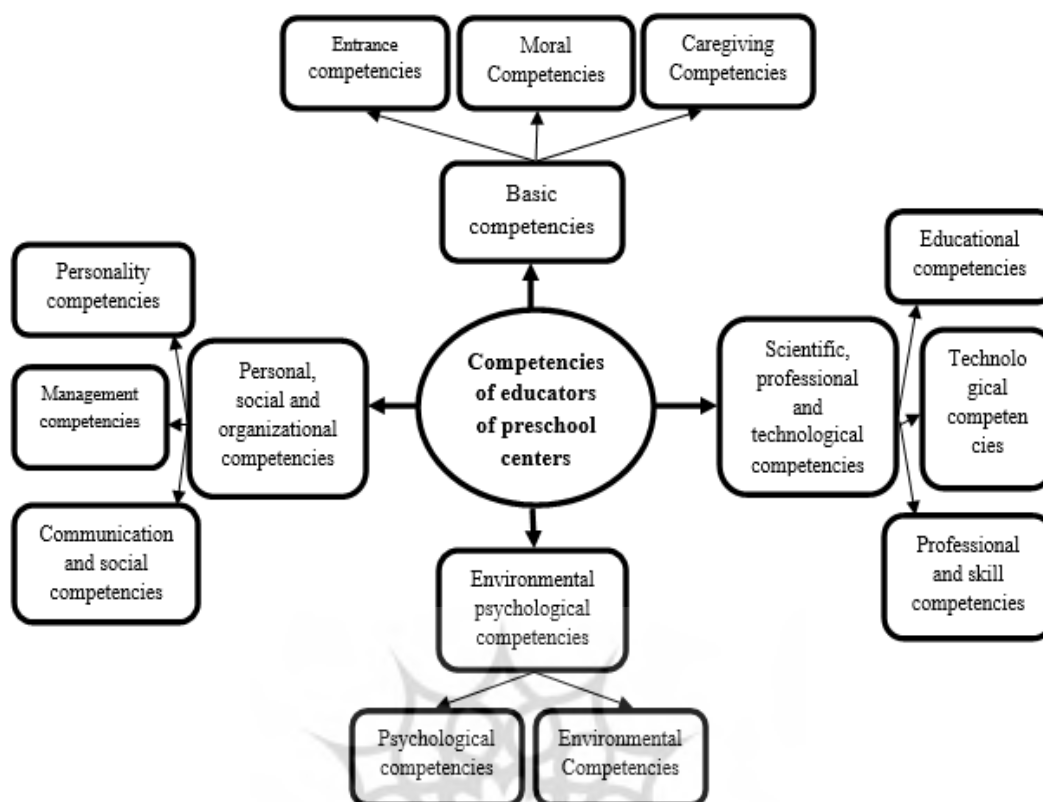 Entrance
competencies
Moral
Competencies
Caregiving
Competencies
Basic
competencies
Personality
competencies
Management
competencies
Communication
and social
competencies
Personal,
social and
organizational
competencies
Competencies
of educators
of preschool
centers
Scientific,
professional
and
technological
competencies
Educational
competencies
Technolo
gical
competen
cies
Professional
and skill
competencies
Environmental
psychological
competencies
Psychological
competencies
Environmental
Competencies